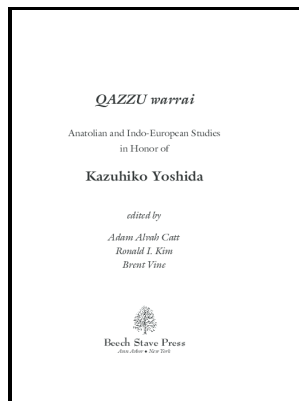 QAZZU warrai
Anatolian and Indo-European Studies
in Honor of
Kazuhiko Yoshida
edited by
Adam Alvah Catt
Ronald I. Kim
Brent Vine
Beech Stave Press
Ann Arbor • New York